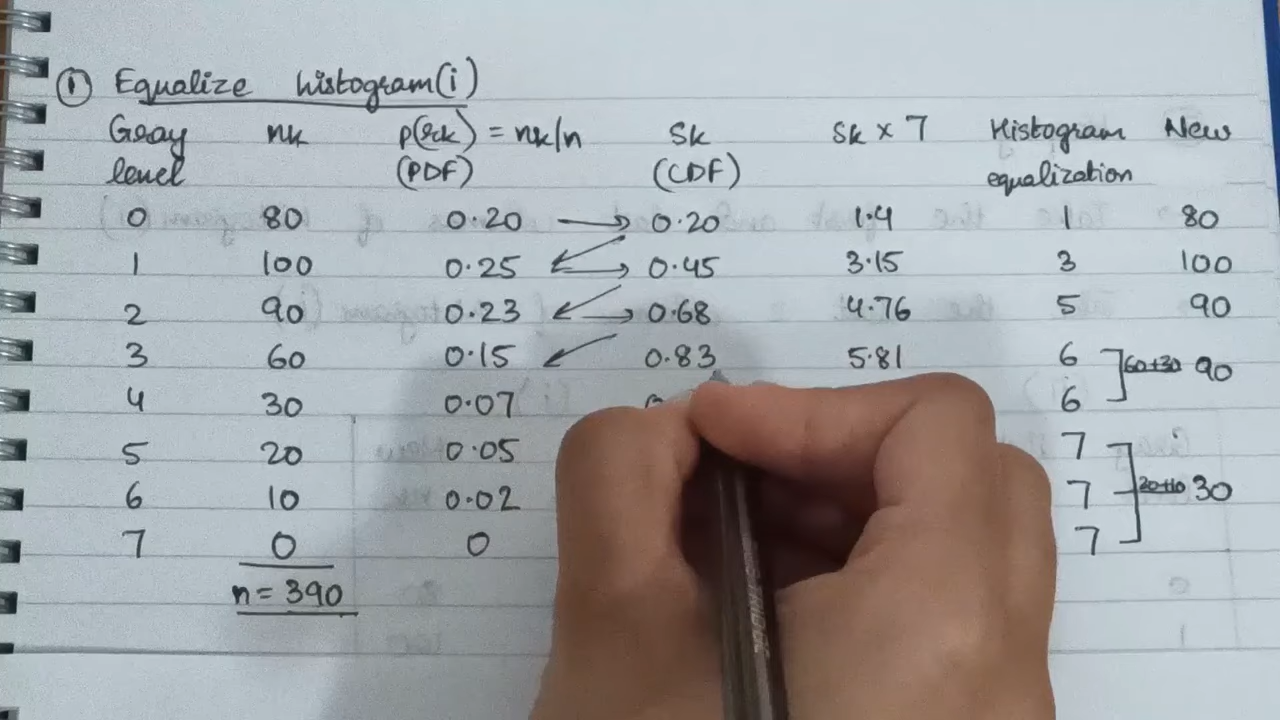 ① Equalize histogram(i)
Gray level nk p(rk) = nk/n (PDF) Sk (CDF) Sk × 7 Histogram equalization New
0 80 0.20 → 0.20 1.4 1 80
1 100 0.25 → 0.45 3.15 3 100
2 90 0.23 → 0.68 4.76 5 90
3 60 0.15 0.83 5.81 6 60+30 90
4 30 0.07 6
5 20 0.05 7
6 10 0.02 7 20+10 30
7 0 0 7
n = 390